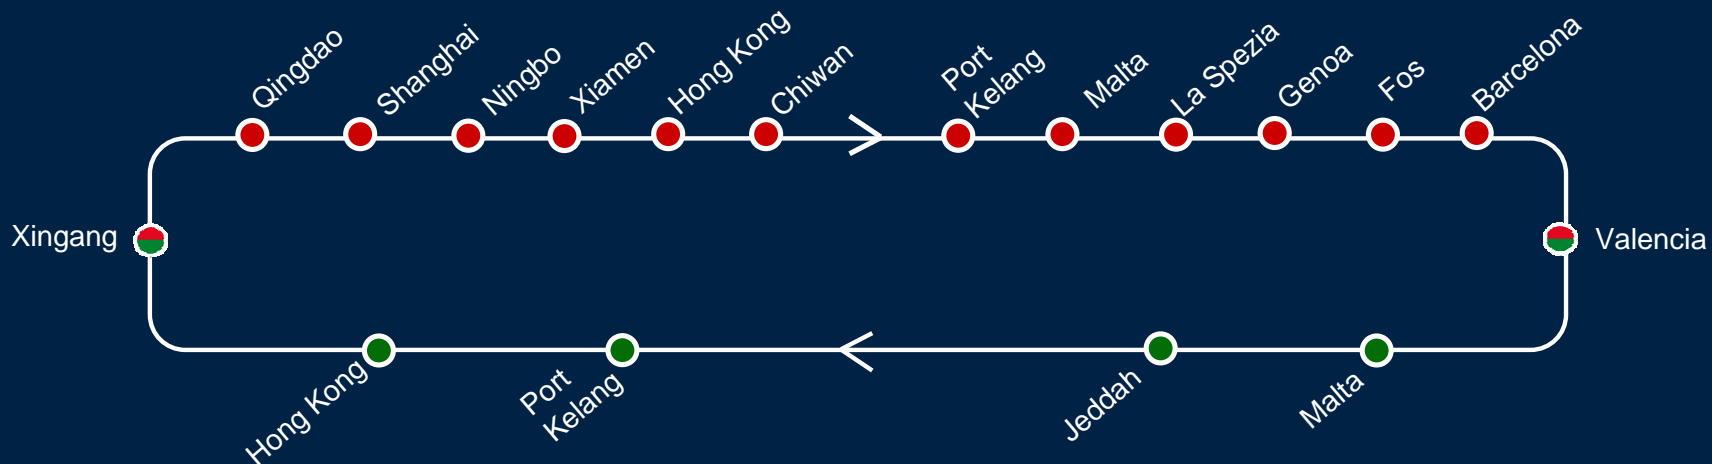 Qingdao
Shanghai
Ningbo
Xiamen
Hong Kong
Chiwan
Port
Kelang
Malta
La Spezia
Genoa
Fos
Barcelona
Xingang
Valencia
Hong Kong
Port
Kelang
Jeddah
Malta